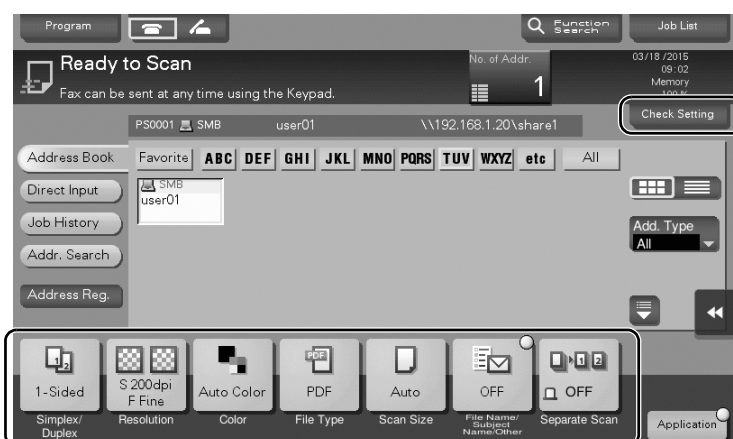 Program
Function
Search
Job List
Ready to Scan
Fax can be sent at any time using the Keypad.
No. of Addr.
1
03/18/2015
09:02
Memory
100 %
Check Setting
PS0001 SMB user01 \\192.168.1.20\share1
Address Book
Favorite ABC DEF GHI JKL MNO PQRS TUV WXYZ etc All
Direct Input
SMB
user01
Job History
Add. Type
All
Addr. Search
Address Reg.
PDF
1-Sided
S 200dpi
F Fine
Auto Color
PDF
Auto
OFF
OFF
Simplex/
Duplex
Resolution
Color
File Type
Scan Size
File Name/
Subject
Name/Other
Separate Scan
Application